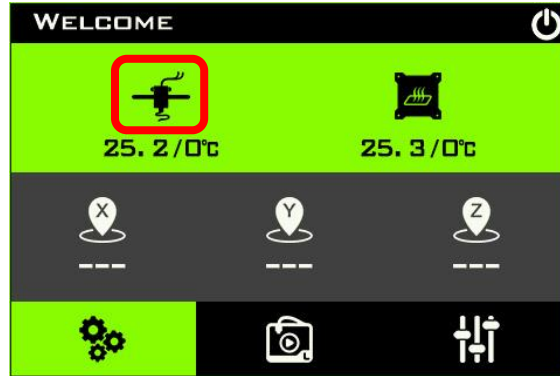 WELCOME
25.2/0℃ 25.3/0℃
X Y Z
--- --- ---
L